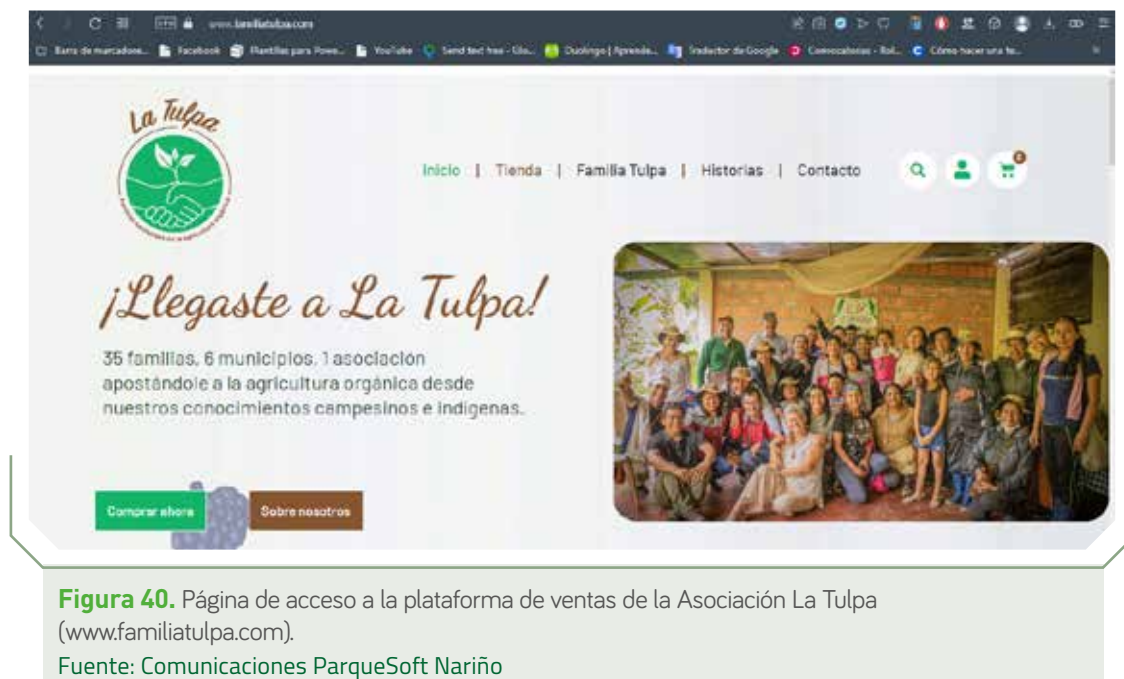 www.familiatulpa.com
Facebook
YouTube
La Tulpa
Inicio | Tienda | Familia Tulpa | Historias | Contacto
0
¡Llegaste a La Tulpa!
35 familias, 6 municipios, 1 asociación
apostándole a la agricultura orgánica desde
nuestros conocimientos campesinos e indígenas.
Comprar ahora
Sobre nosotros
Figura 40. Página de acceso a la plataforma de ventas de la Asociación La Tulpa
(www.familiatulpa.com).
Fuente: Comunicaciones ParqueSoft Nariño